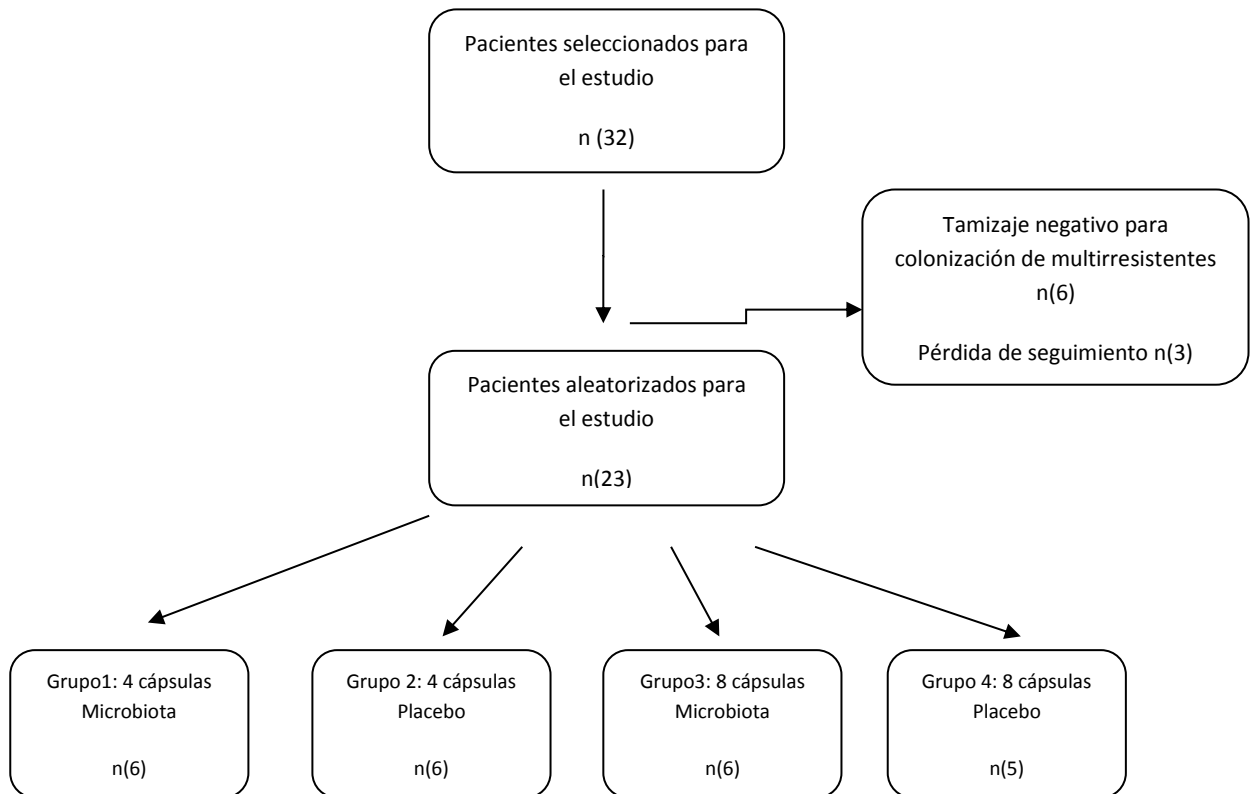 Pacientes seleccionados para
el estudio
n (32)
Tamizaje negativo para
colonización de multirresistentes
n(6)
Pérdida de seguimiento n(3)
Pacientes aleatorizados para
el estudio
n(23)
Grupo1: 4 cápsulas
Microbiota
n(6)
Grupo 2: 4 cápsulas
Placebo
n(6)
Grupo3: 8 cápsulas
Microbiota
n(6)
Grupo 4: 8 cápsulas
Placebo
n(5)